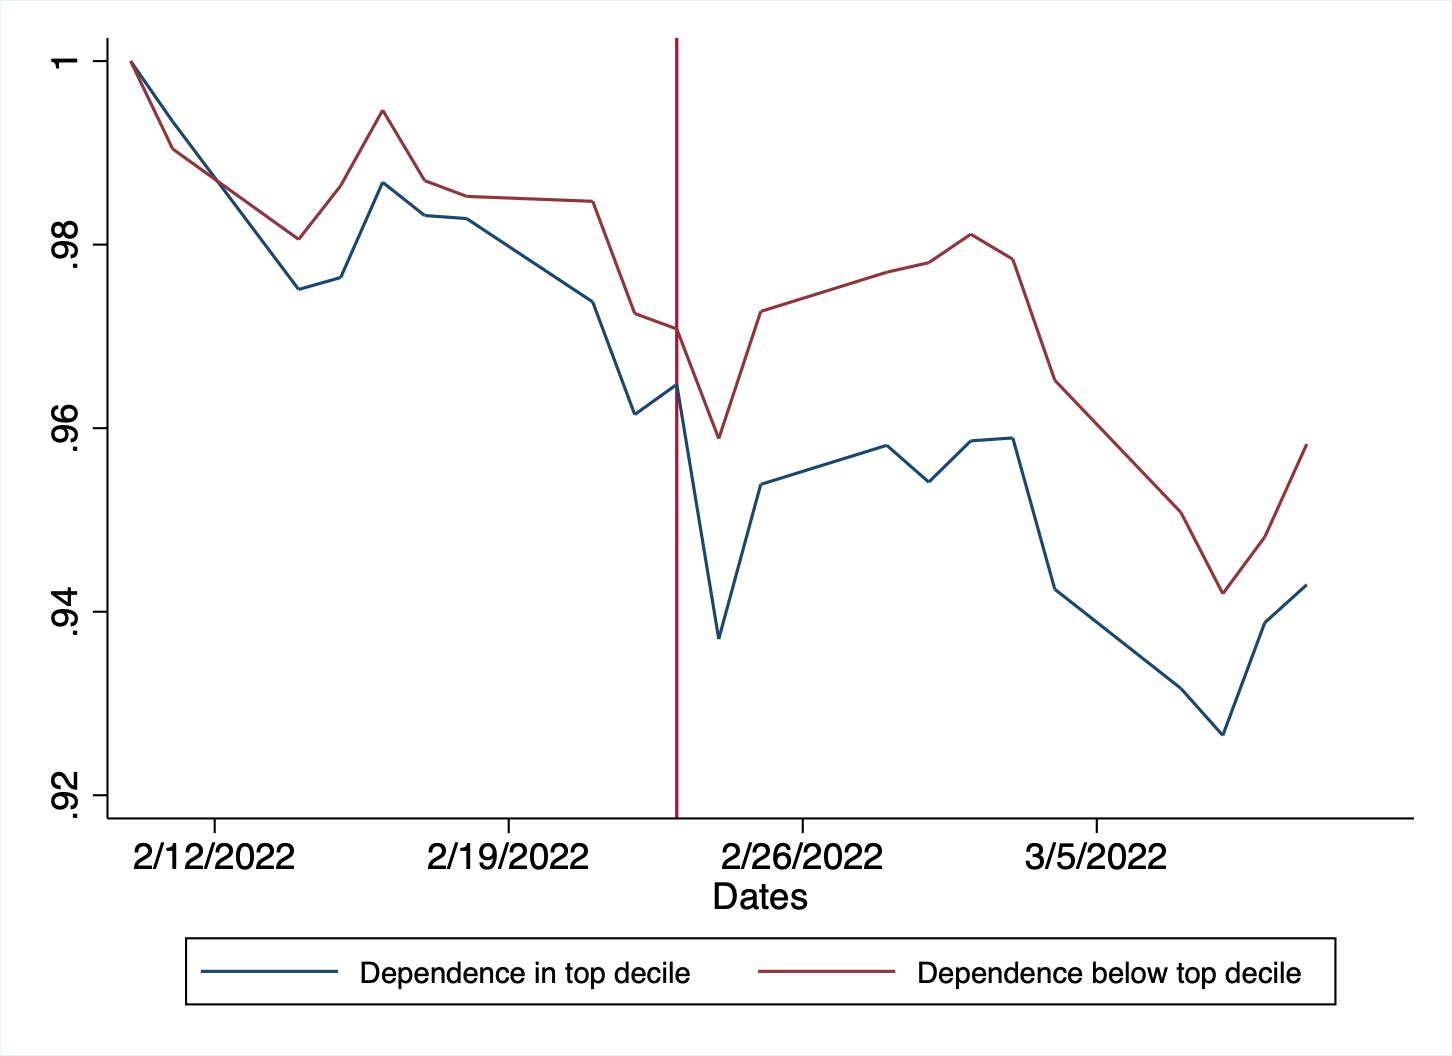 1
.98
.96
.94
.92
2/12/2022 2/19/2022 2/26/2022 3/5/2022
Dates
Dependence in top decile Dependence below top decile